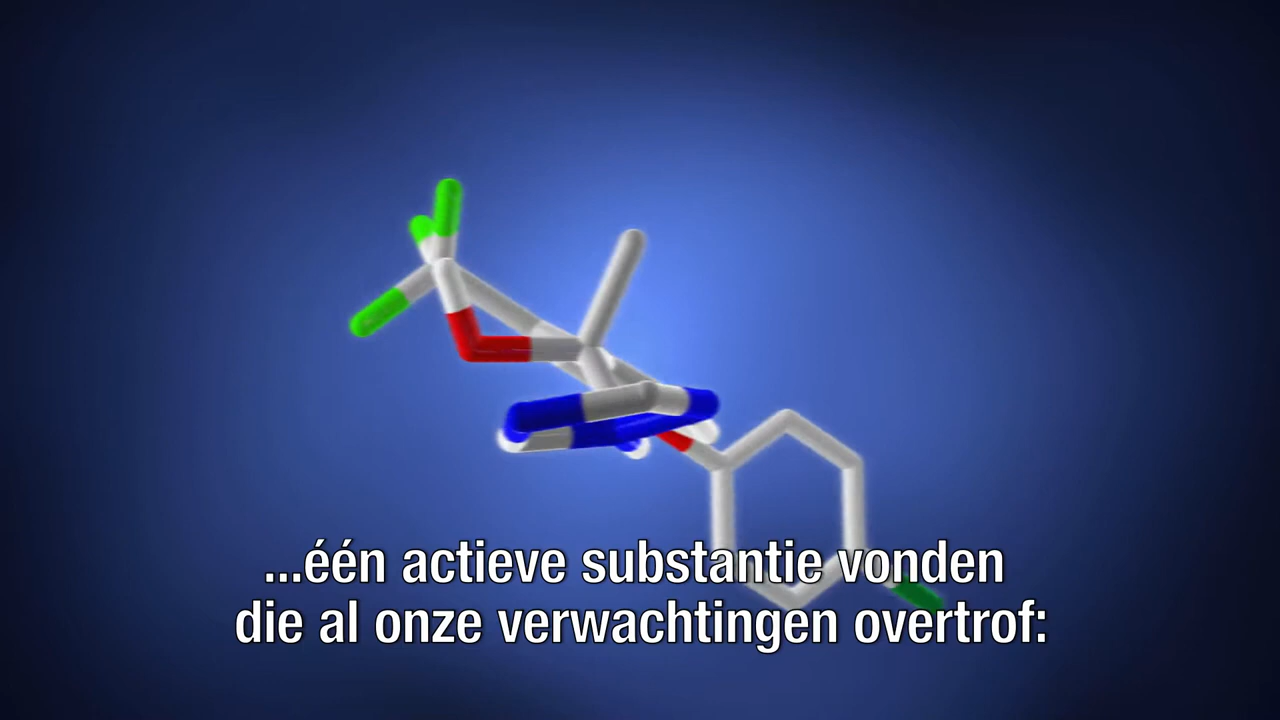 ...één actieve substantie vonden
die al onze verwachtingen overtrof: